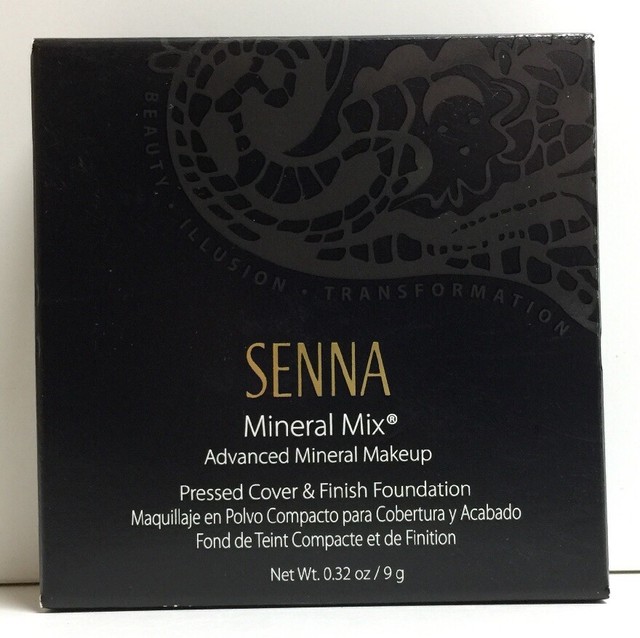 BEAUTY • ILLUSION • TRANSFORMATION
SENNA
Mineral Mix®
Advanced Mineral Makeup
Pressed Cover & Finish Foundation
Maquillaje en Polvo Compacto para Cobertura y Acabado
Fond de Teint Compacte et de Finition
Net Wt. 0.32 oz / 9 g